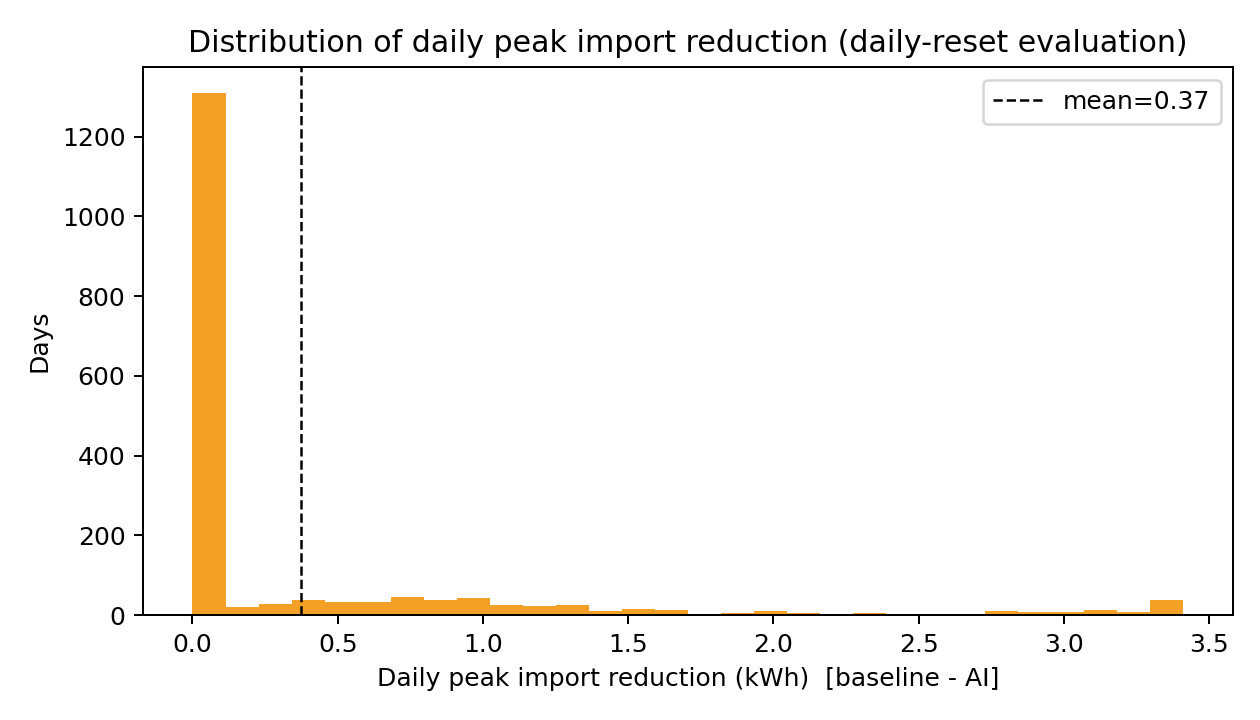 Distribution of daily peak import reduction (daily-reset evaluation)
mean=0.37
Days
1200
1000
800
600
400
200
0
0.0 0.5 1.0 1.5 2.0 2.5 3.0 3.5
Daily peak import reduction (kWh)  [baseline - AI]